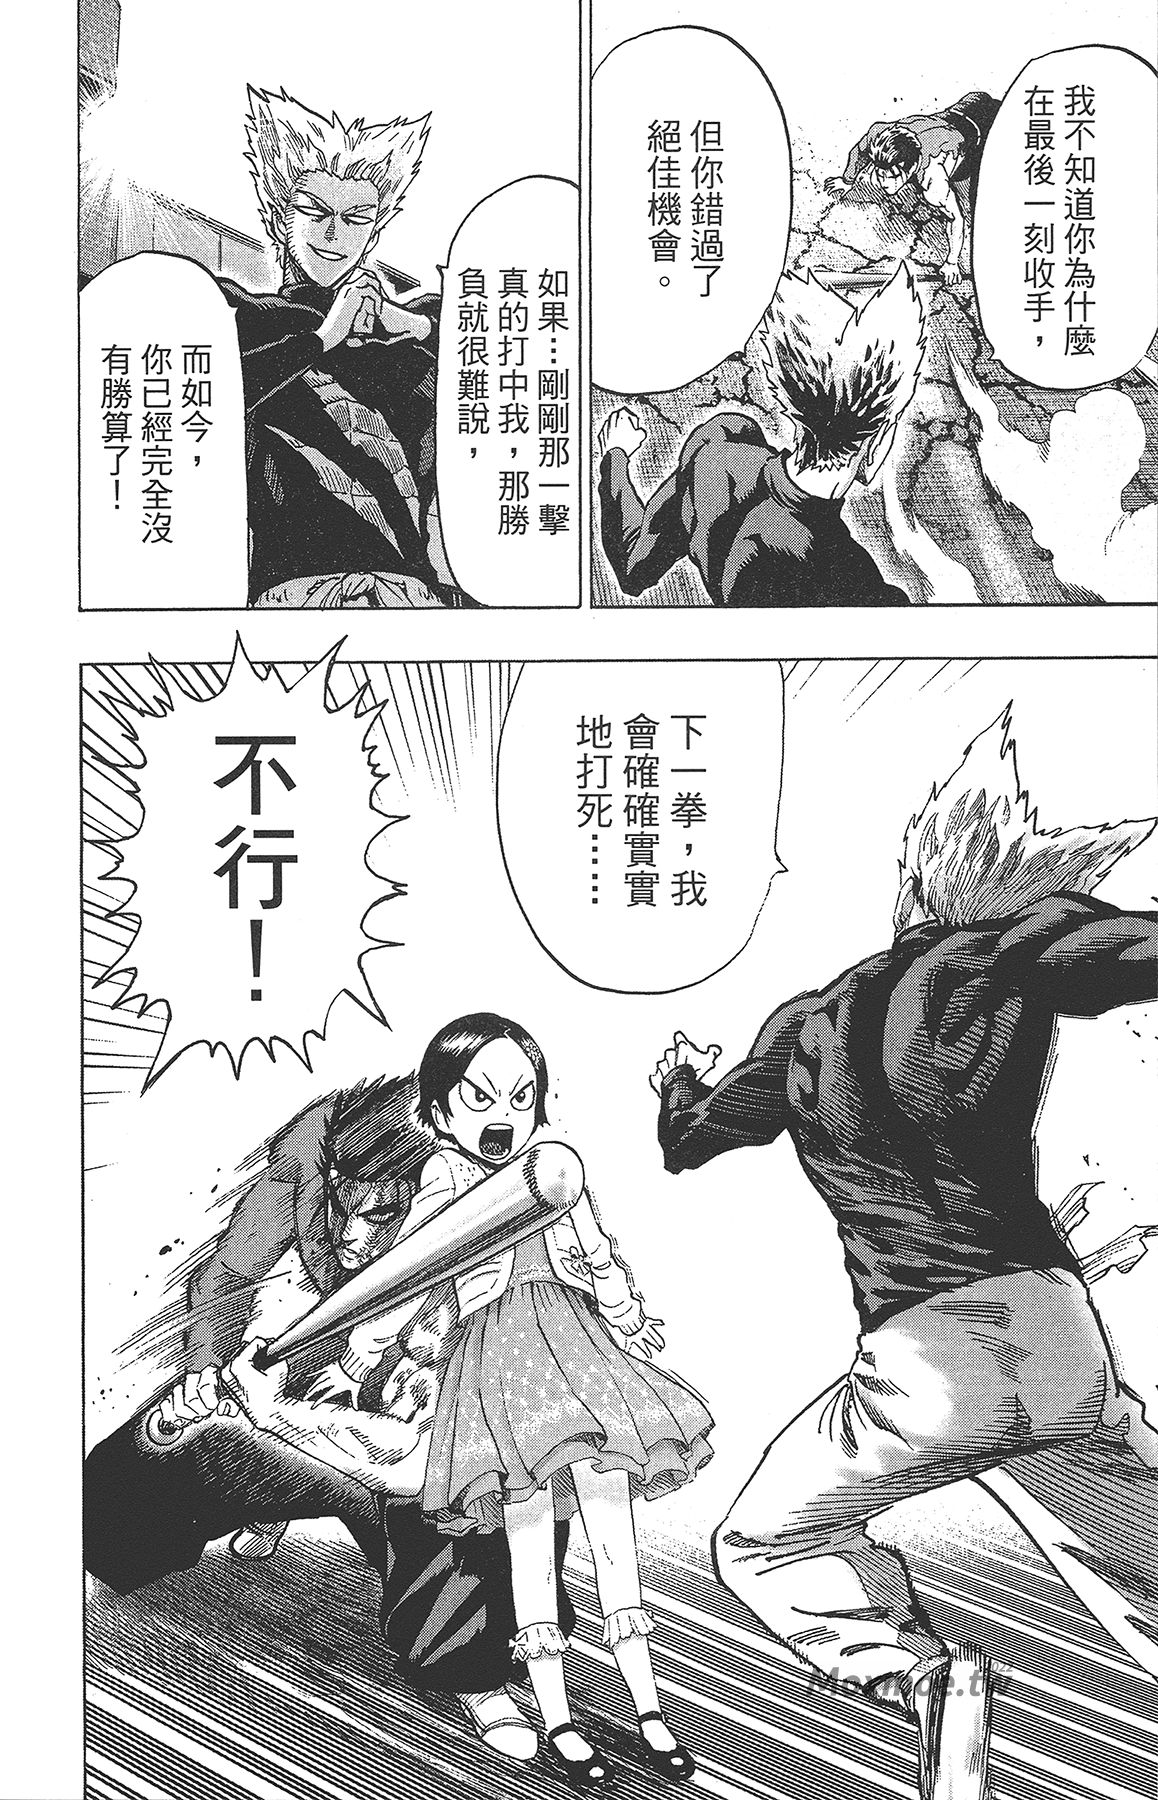 我不知道你為什麼
在最後一刻收手，
但你錯過了
絕佳機會。
如果…剛剛那一擊
真的打中我，那勝
負就很難說，
而如今，
你已經完全沒
有勝算了！
下一拳，我
會確確實實
地打死……
不行！
Moxmoe.tw